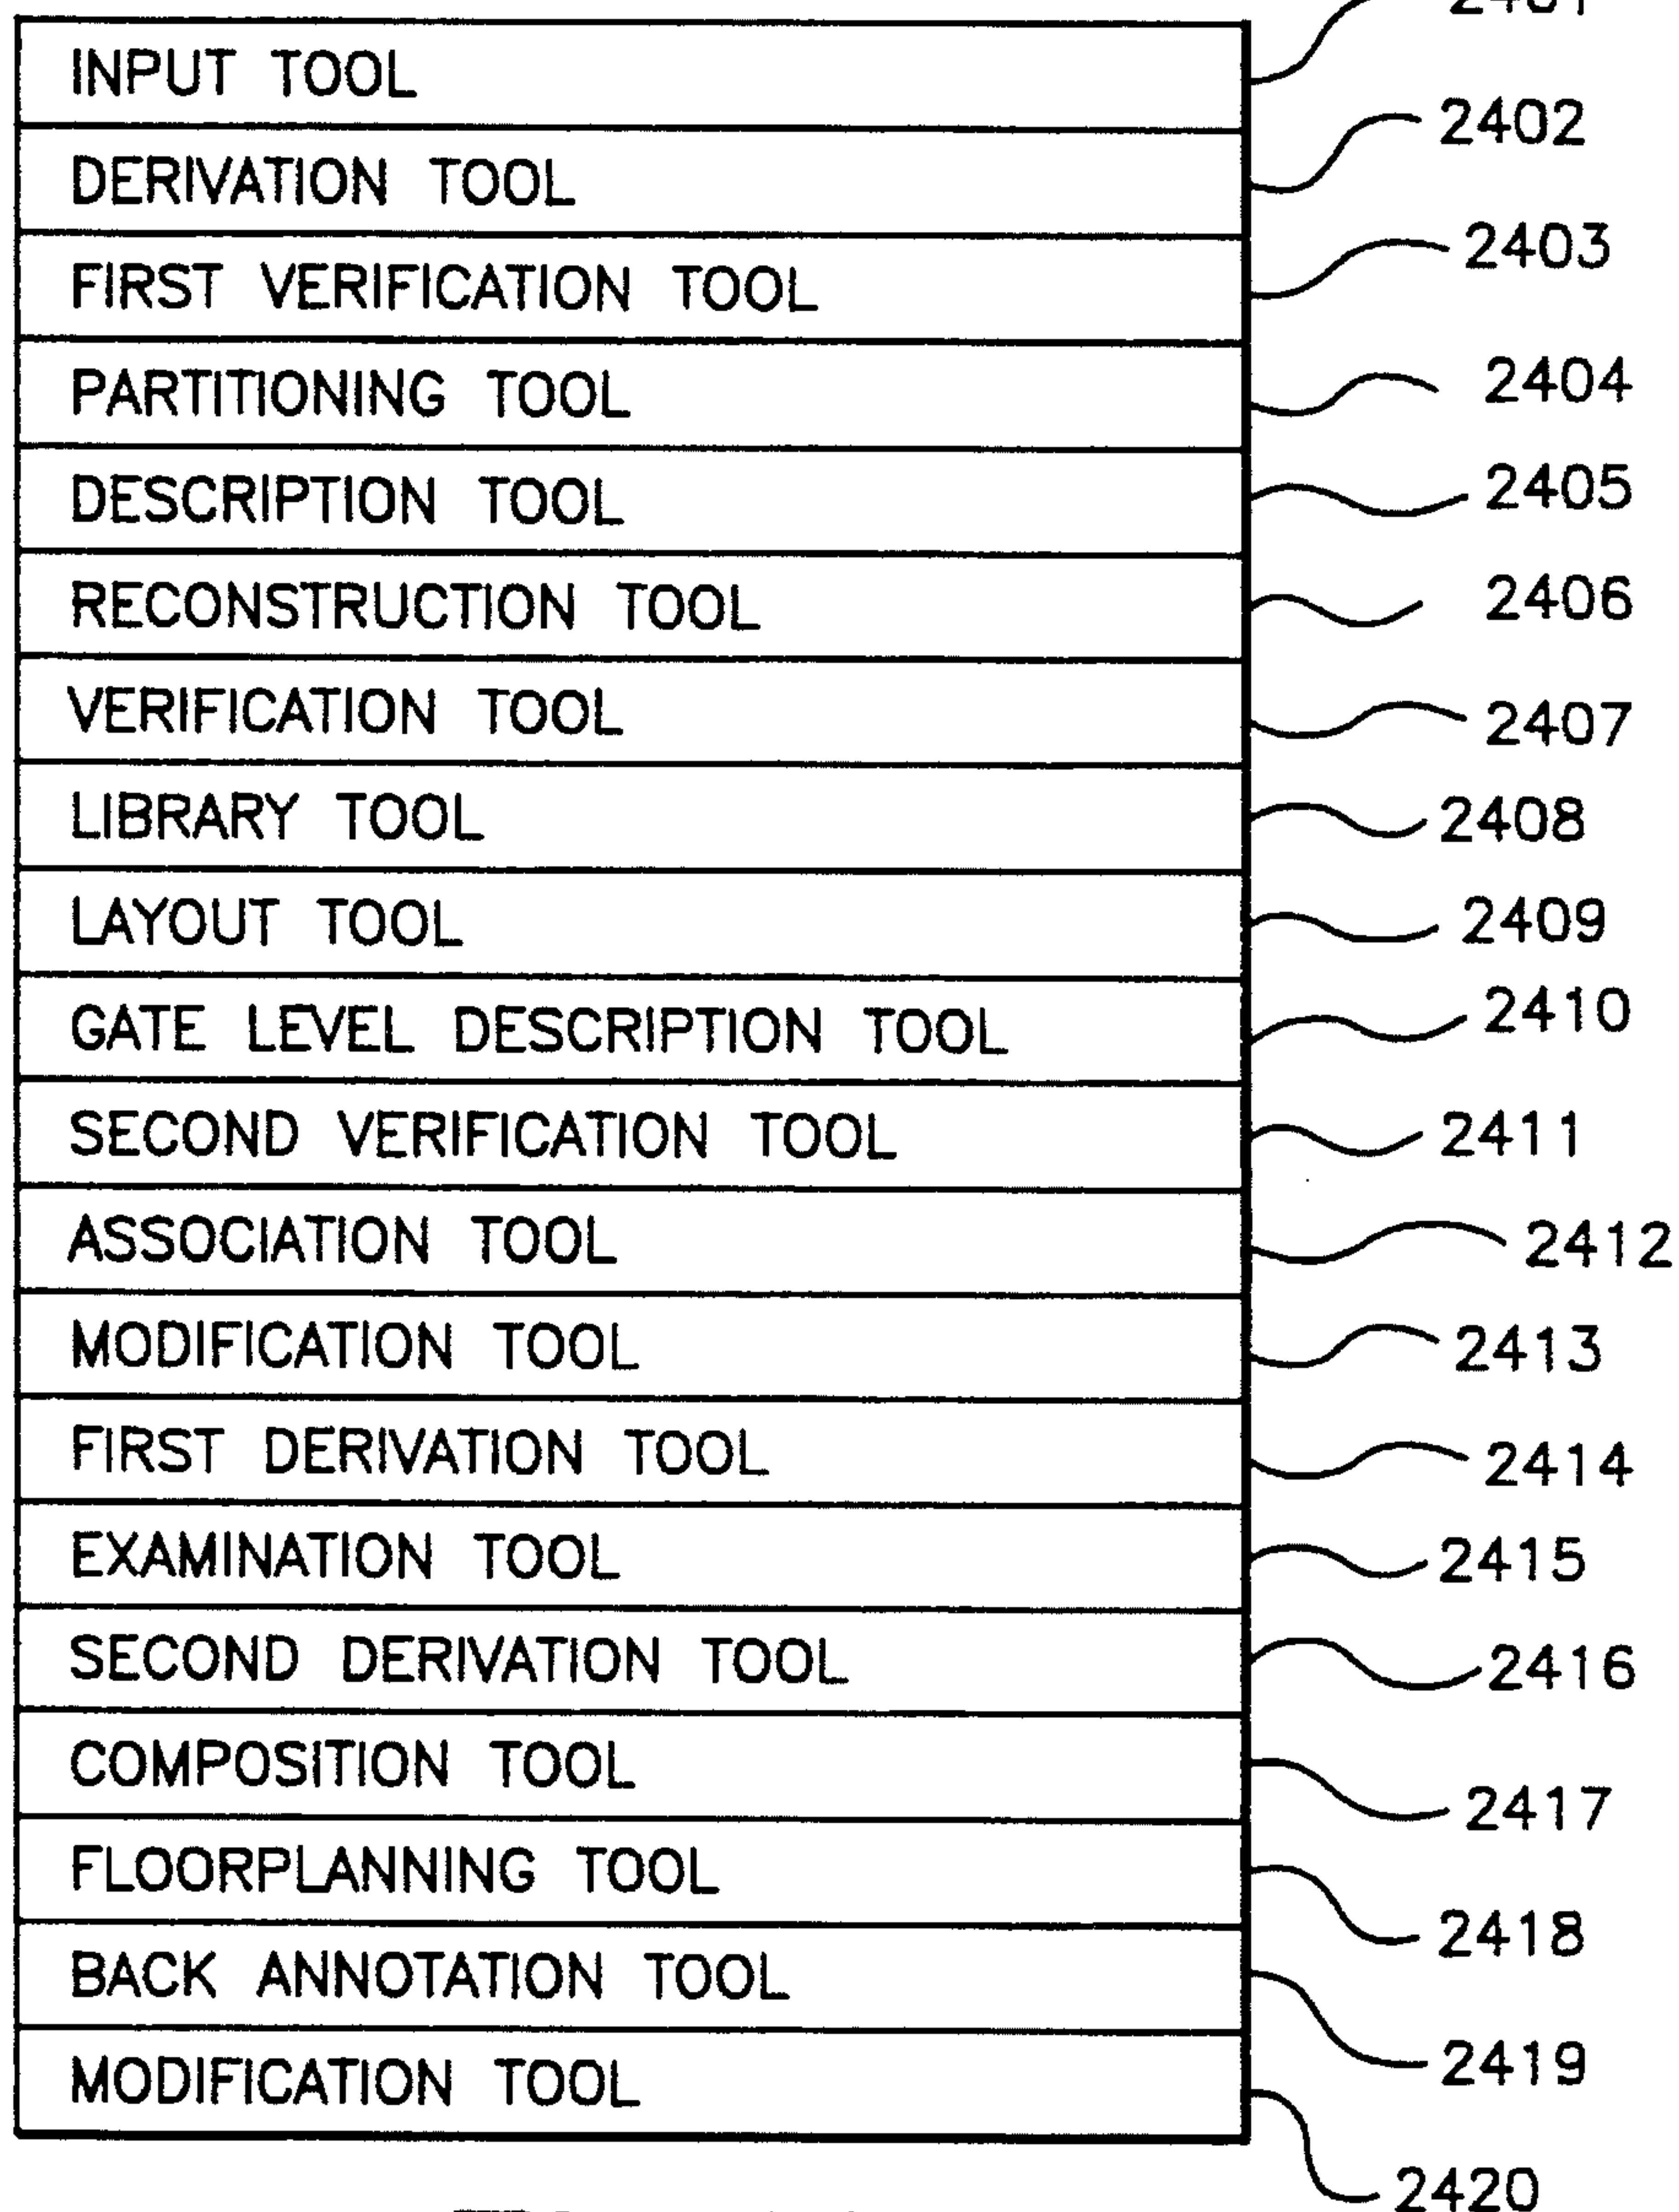 2401
INPUT TOOL
2402
DERIVATION TOOL
2403
FIRST VERIFICATION TOOL
2404
PARTITIONING TOOL
2405
DESCRIPTION TOOL
2406
RECONSTRUCTION TOOL
2407
VERIFICATION TOOL
2408
LIBRARY TOOL
2409
LAYOUT TOOL
2410
GATE LEVEL DESCRIPTION TOOL
2411
SECOND VERIFICATION TOOL
2412
ASSOCIATION TOOL
2413
MODIFICATION TOOL
2414
FIRST DERIVATION TOOL
2415
EXAMINATION TOOL
2416
SECOND DERIVATION TOOL
2417
COMPOSITION TOOL
2418
FLOORPLANNING TOOL
2419
BACK ANNOTATION TOOL
2420
MODIFICATION TOOL